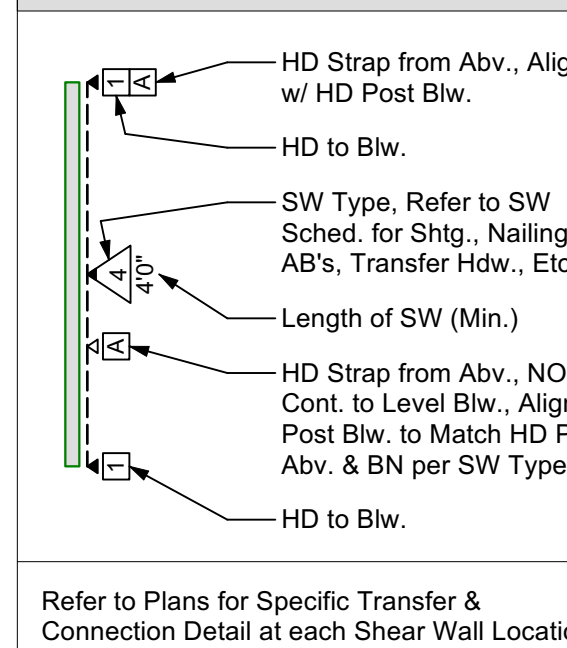 1 A
HD Strap from Abv., Alig
w/ HD Post Blw.
HD to Blw.
SW Type, Refer to SW
Sched. for Shtg., Nailing
AB's, Transfer Hdw., Etc
4
4'0"
Length of SW (Min.)
A
HD Strap from Abv., NO
Cont. to Level Blw., Align
Post Blw. to Match HD P
Abv. & BN per SW Type
1
HD to Blw.
Refer to Plans for Specific Transfer &
Connection Detail at each Shear Wall Locatio